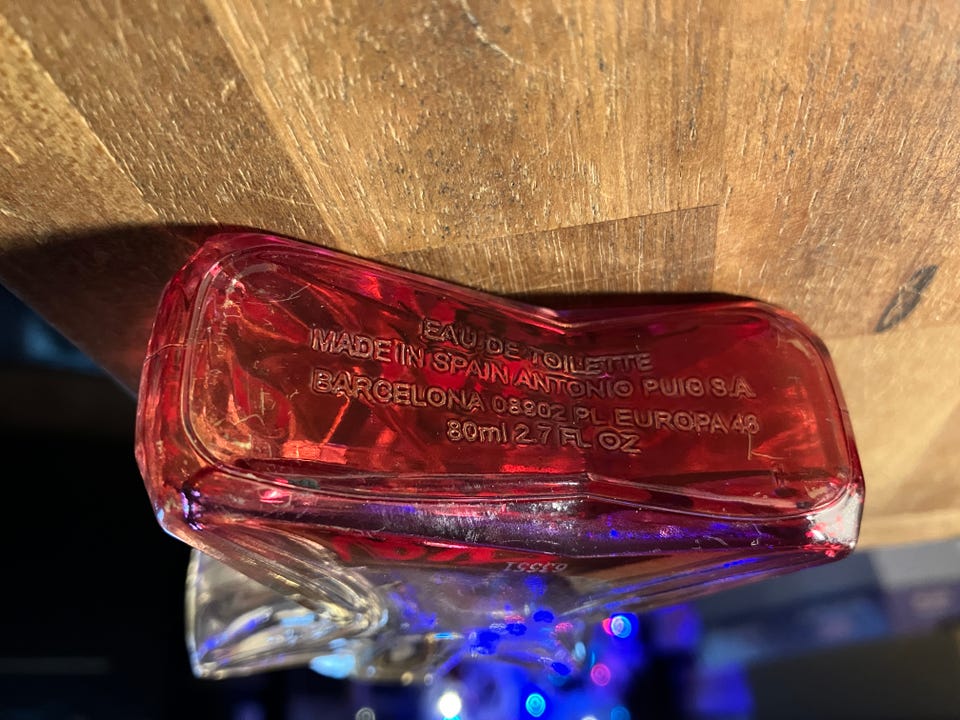 EAU DE TOILETTE
MADE IN SPAIN ANTONIO PUIG S.A.
BARCELONA 08902 PL EUROPA 46
80ml 2.7 FL OZ